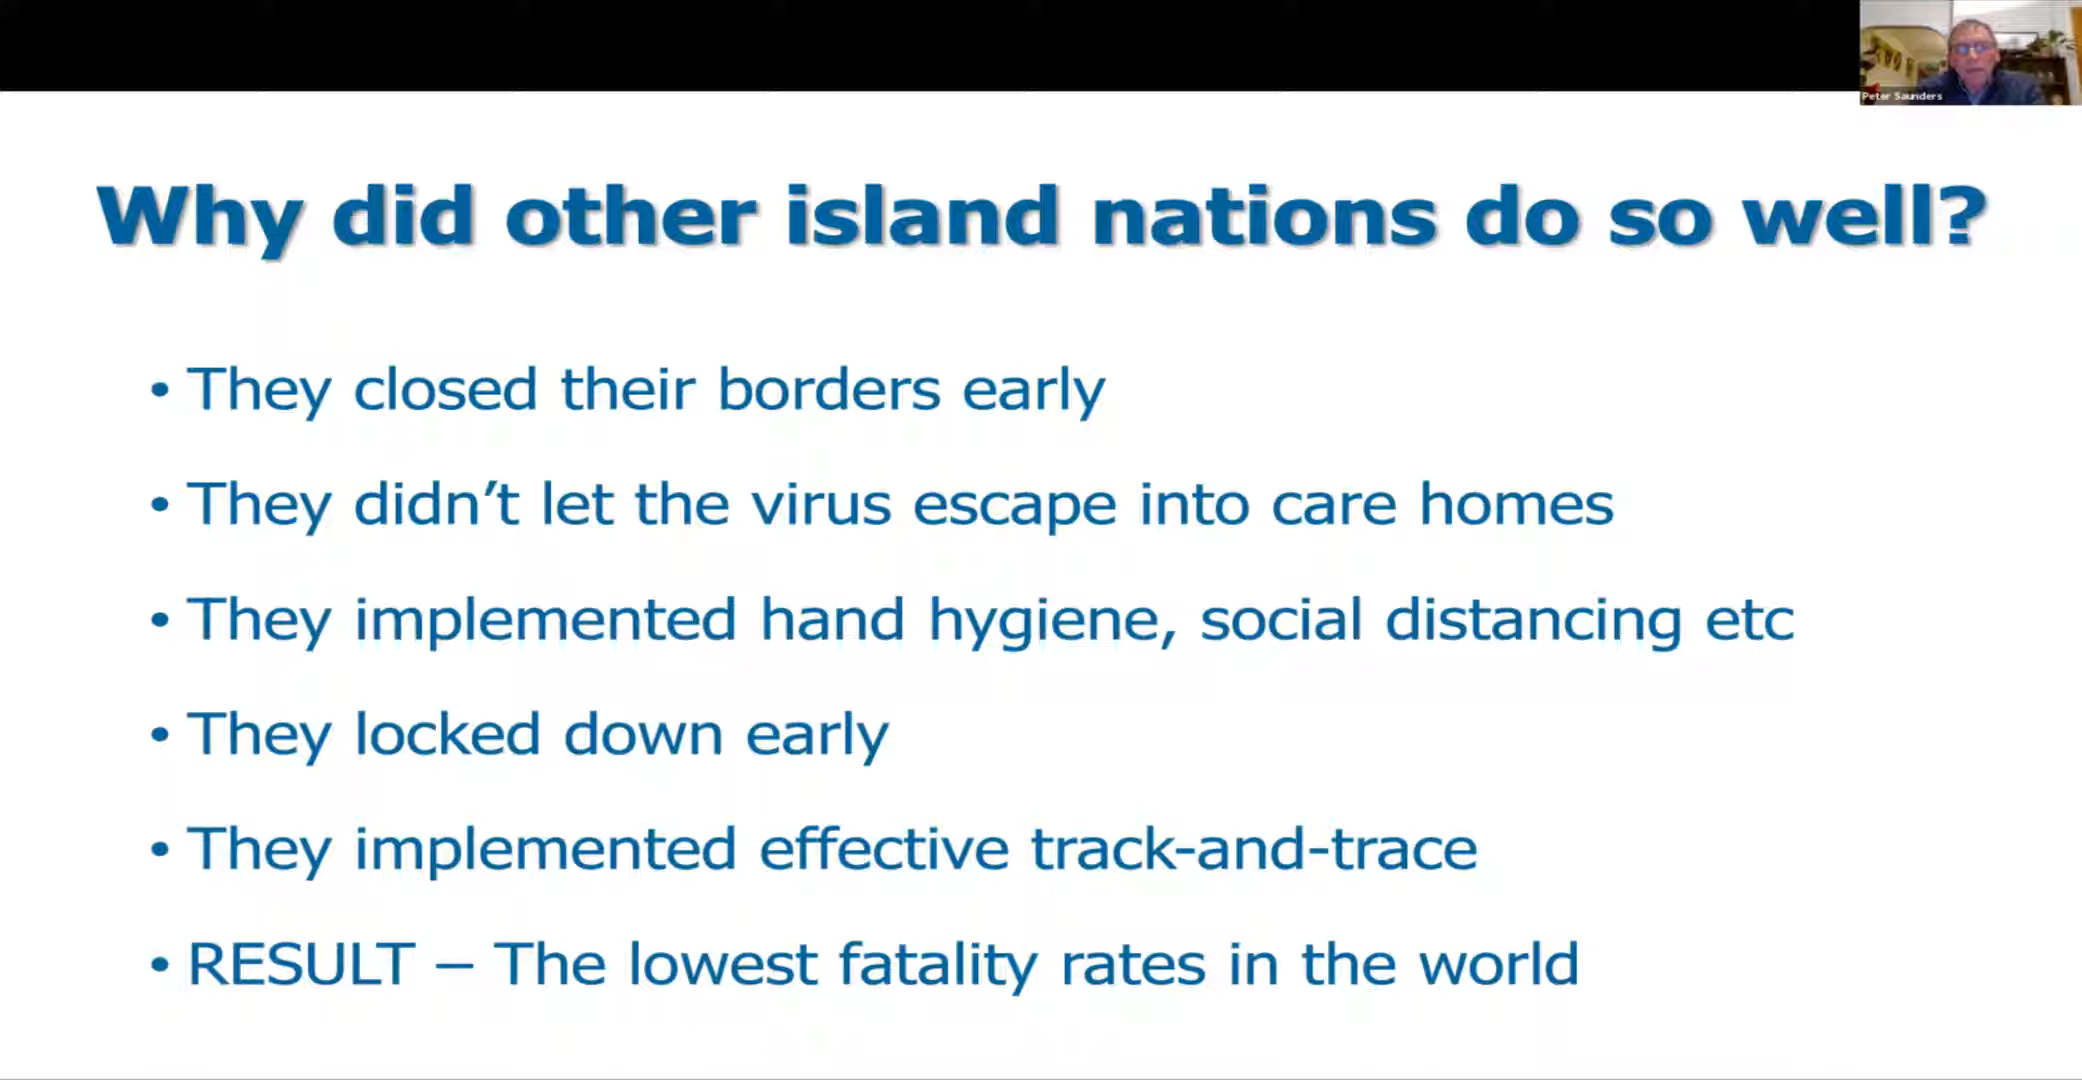 Peter Saunders
Why did other island nations do so well?
• They closed their borders early
• They didn’t let the virus escape into care homes
• They implemented hand hygiene, social distancing etc
• They locked down early
• They implemented effective track-and-trace
• RESULT – The lowest fatality rates in the world